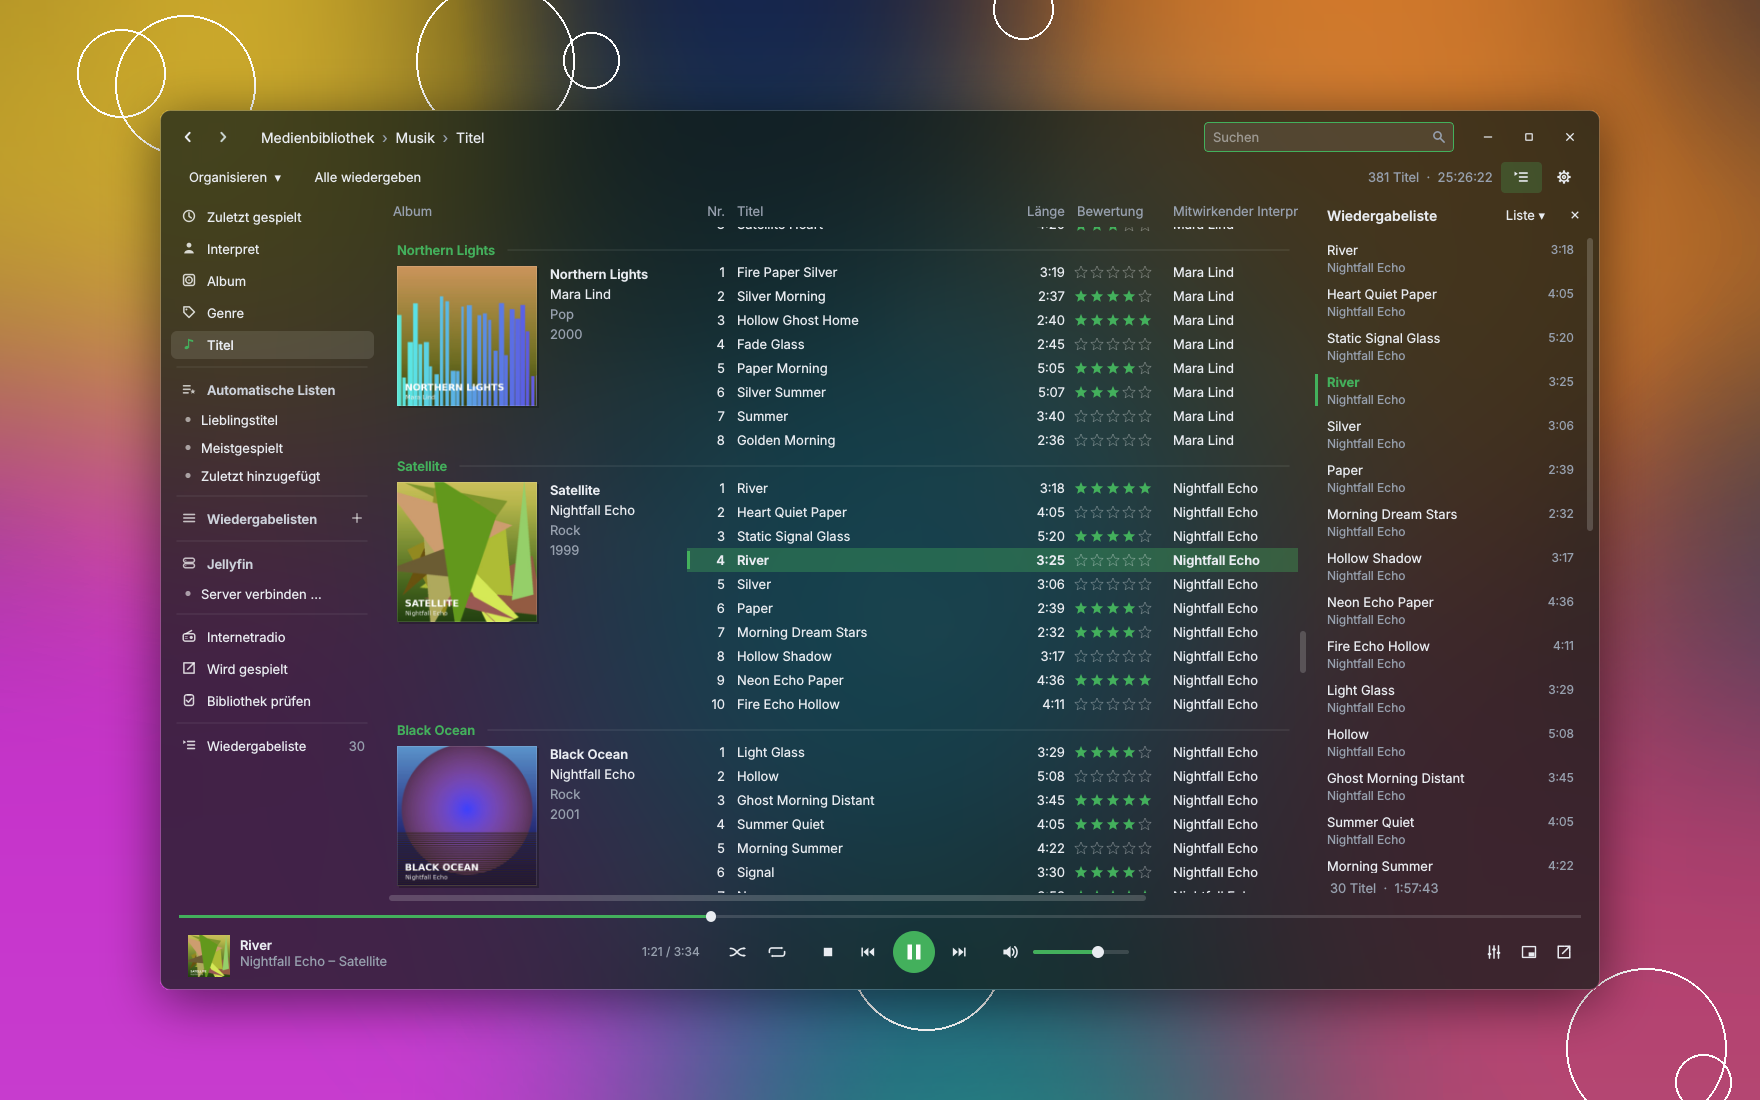 Medienbibliothek › Musik › Titel
Suchen
Organisieren ▾ Alle wiedergeben
381 Titel · 25:26:22
Zuletzt gespielt
Interpret
Album
Genre
Titel
Automatische Listen
Lieblingstitel
Meistgespielt
Zuletzt hinzugefügt
Wiedergabelisten +
Jellyfin
Server verbinden ...
Internetradio
Wird gespielt
Bibliothek prüfen
Wiedergabeliste 30
Album Nr. Titel Länge Bewertung Mitwirkender Interpr
Northern Lights
NORTHERN LIGHTS
Mara Lind
Northern Lights
Mara Lind
Pop
2000
1 Fire Paper Silver 3:19 Mara Lind
2 Silver Morning 2:37 Mara Lind
3 Hollow Ghost Home 2:40 Mara Lind
4 Fade Glass 2:45 Mara Lind
5 Paper Morning 5:05 Mara Lind
6 Silver Summer 5:07 Mara Lind
7 Summer 3:40 Mara Lind
8 Golden Morning 2:36 Mara Lind
Satellite
SATELLITE
Nightfall Echo
Satellite
Nightfall Echo
Rock
1999
1 River 3:18 Nightfall Echo
2 Heart Quiet Paper 4:05 Nightfall Echo
3 Static Signal Glass 5:20 Nightfall Echo
4 River 3:25 Nightfall Echo
5 Silver 3:06 Nightfall Echo
6 Paper 2:39 Nightfall Echo
7 Morning Dream Stars 2:32 Nightfall Echo
8 Hollow Shadow 3:17 Nightfall Echo
9 Neon Echo Paper 4:36 Nightfall Echo
10 Fire Echo Hollow 4:11 Nightfall Echo
Black Ocean
BLACK OCEAN
Nightfall Echo
Black Ocean
Nightfall Echo
Rock
2001
1 Light Glass 3:29 Nightfall Echo
2 Hollow 5:08 Nightfall Echo
3 Ghost Morning Distant 3:45 Nightfall Echo
4 Summer Quiet 4:05 Nightfall Echo
5 Morning Summer 4:22 Nightfall Echo
6 Signal 3:30 Nightfall Echo
Wiedergabeliste Liste ▾
River 3:18
Nightfall Echo
Heart Quiet Paper 4:05
Nightfall Echo
Static Signal Glass 5:20
Nightfall Echo
River 3:25
Nightfall Echo
Silver 3:06
Nightfall Echo
Paper 2:39
Nightfall Echo
Morning Dream Stars 2:32
Nightfall Echo
Hollow Shadow 3:17
Nightfall Echo
Neon Echo Paper 4:36
Nightfall Echo
Fire Echo Hollow 4:11
Nightfall Echo
Light Glass 3:29
Nightfall Echo
Hollow 5:08
Nightfall Echo
Ghost Morning Distant 3:45
Nightfall Echo
Summer Quiet 4:05
Nightfall Echo
Morning Summer 4:22
30 Titel · 1:57:43
River
Nightfall Echo – Satellite
1:21 / 3:34